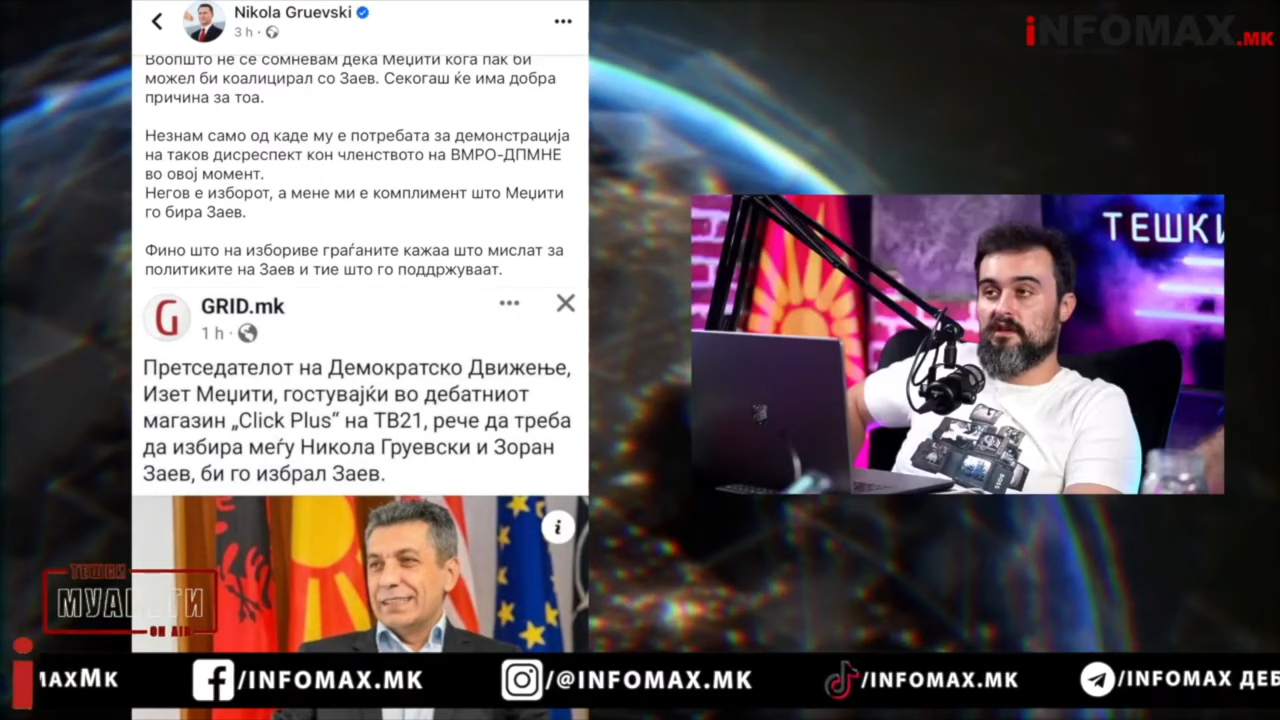 Nikola Gruevski
3 h ·
Воопшто не се сомневам дека Меџити кога пак би
можел би коалицирал со Заев. Секогаш ќе има добра
причина за тоа.
Незнам само од каде му е потребата за демонстрација
на таков дисреспект кон членството на ВМРО-ДПМНЕ
во овој момент.
Негов е изборот, а мене ми е комплимент што Меџити
го бира Заев.
Фино што на избориве граѓаните кажаа што мислат за
политиките на Заев и тие што го поддржуваат.
GRID.mk
1 h ·
Претседателот на Демократско Движење,
Изет Меџити, гостувајќи во дебатниот
магазин „Click Plus“ на ТВ21, рече да треба
да избира меѓу Никола Груевски и Зоран
Заев, би го избрал Заев.
iNFOMAX.MK
ТЕШКИ
ТЕШКИ
МУАБЕТИ
ON AIR
MAXМК
/INFOMAX.MK
/@INFOMAX.MK
/INFOMAX.MK
/INFOMAX ДЕБ